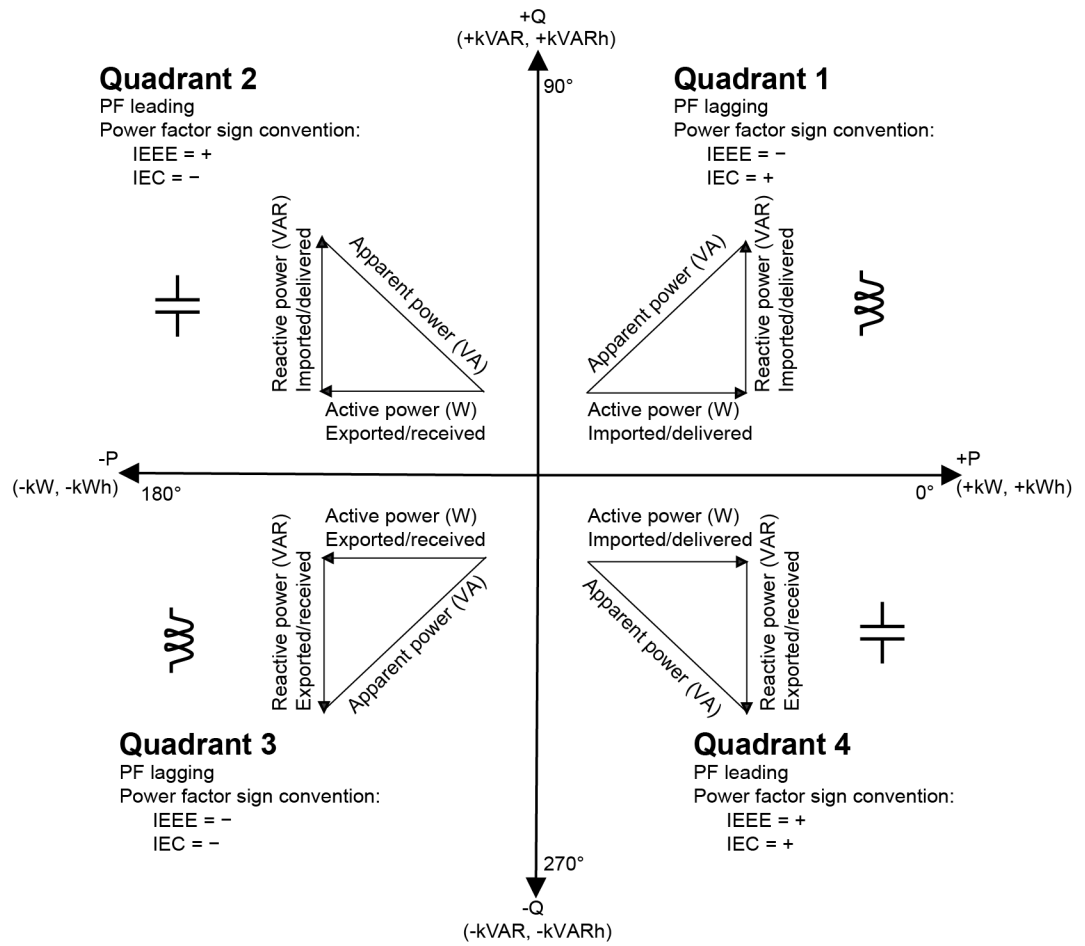 +Q
(+kVAR, +kVARh)
90°
Quadrant 2
PF leading
Power factor sign convention:
IEEE = +
IEC = −
Reactive power (VAR)
Imported/delivered
Apparent power (VA)
Active power (W)
Exported/received
Quadrant 1
PF lagging
Power factor sign convention:
IEEE = −
IEC = +
Apparent power (VA)
Reactive power (VAR)
Imported/delivered
Active power (W)
Imported/delivered
-P
(-kW, -kWh)
180°
0°
+P
(+kW, +kWh)
Active power (W)
Exported/received
Reactive power (VAR)
Exported/received
Apparent power (VA)
Quadrant 3
PF lagging
Power factor sign convention:
IEEE = −
IEC = −
Active power (W)
Imported/delivered
Apparent power (VA)
Reactive power (VAR)
Exported/received
Quadrant 4
PF leading
Power factor sign convention:
IEEE = +
IEC = +
270°
-Q
(-kVAR, -kVARh)